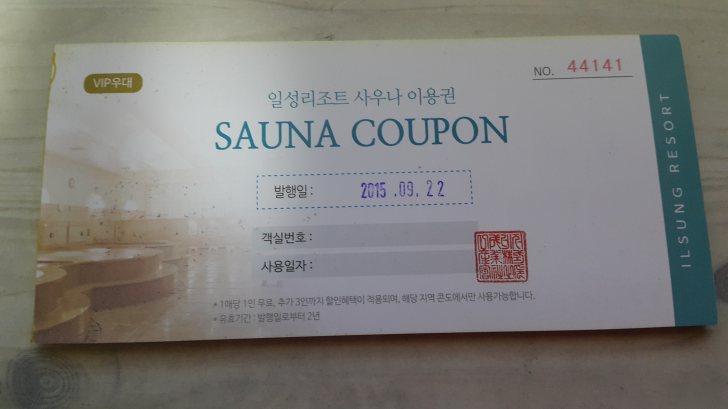 VIP우대
NO. 44141
일성리조트 사우나 이용권
SAUNA COUPON
발행일 : 2015 .09. 22
객실번호 :
사용일자 :
* 1매당 1인 무료, 추가 3인까지 할인혜택이 적용되며, 해당 지역 콘도에서만 사용가능합니다.
* 유효기간 : 발행일로부터 2년
ILSUNG RESORT